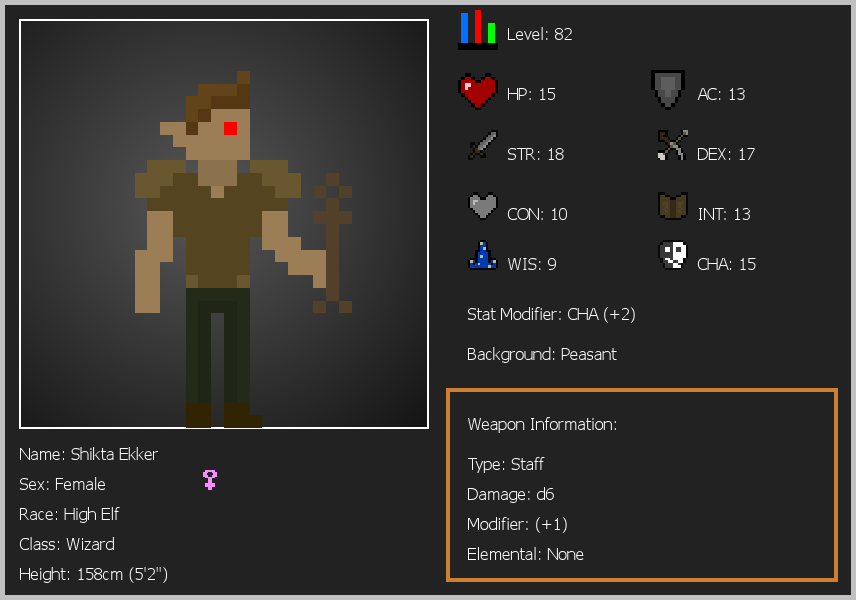 Level: 82
HP: 15
AC: 13
STR: 18
DEX: 17
CON: 10
INT: 13
WIS: 9
CHA: 15
Stat Modifier: CHA (+2)
Background: Peasant
Weapon Information:
Type: Staff
Damage: d6
Modifier: (+1)
Elemental: None
Name: Shikta Ekker
Sex: Female
Race: High Elf
Class: Wizard
Height: 158cm (5'2")